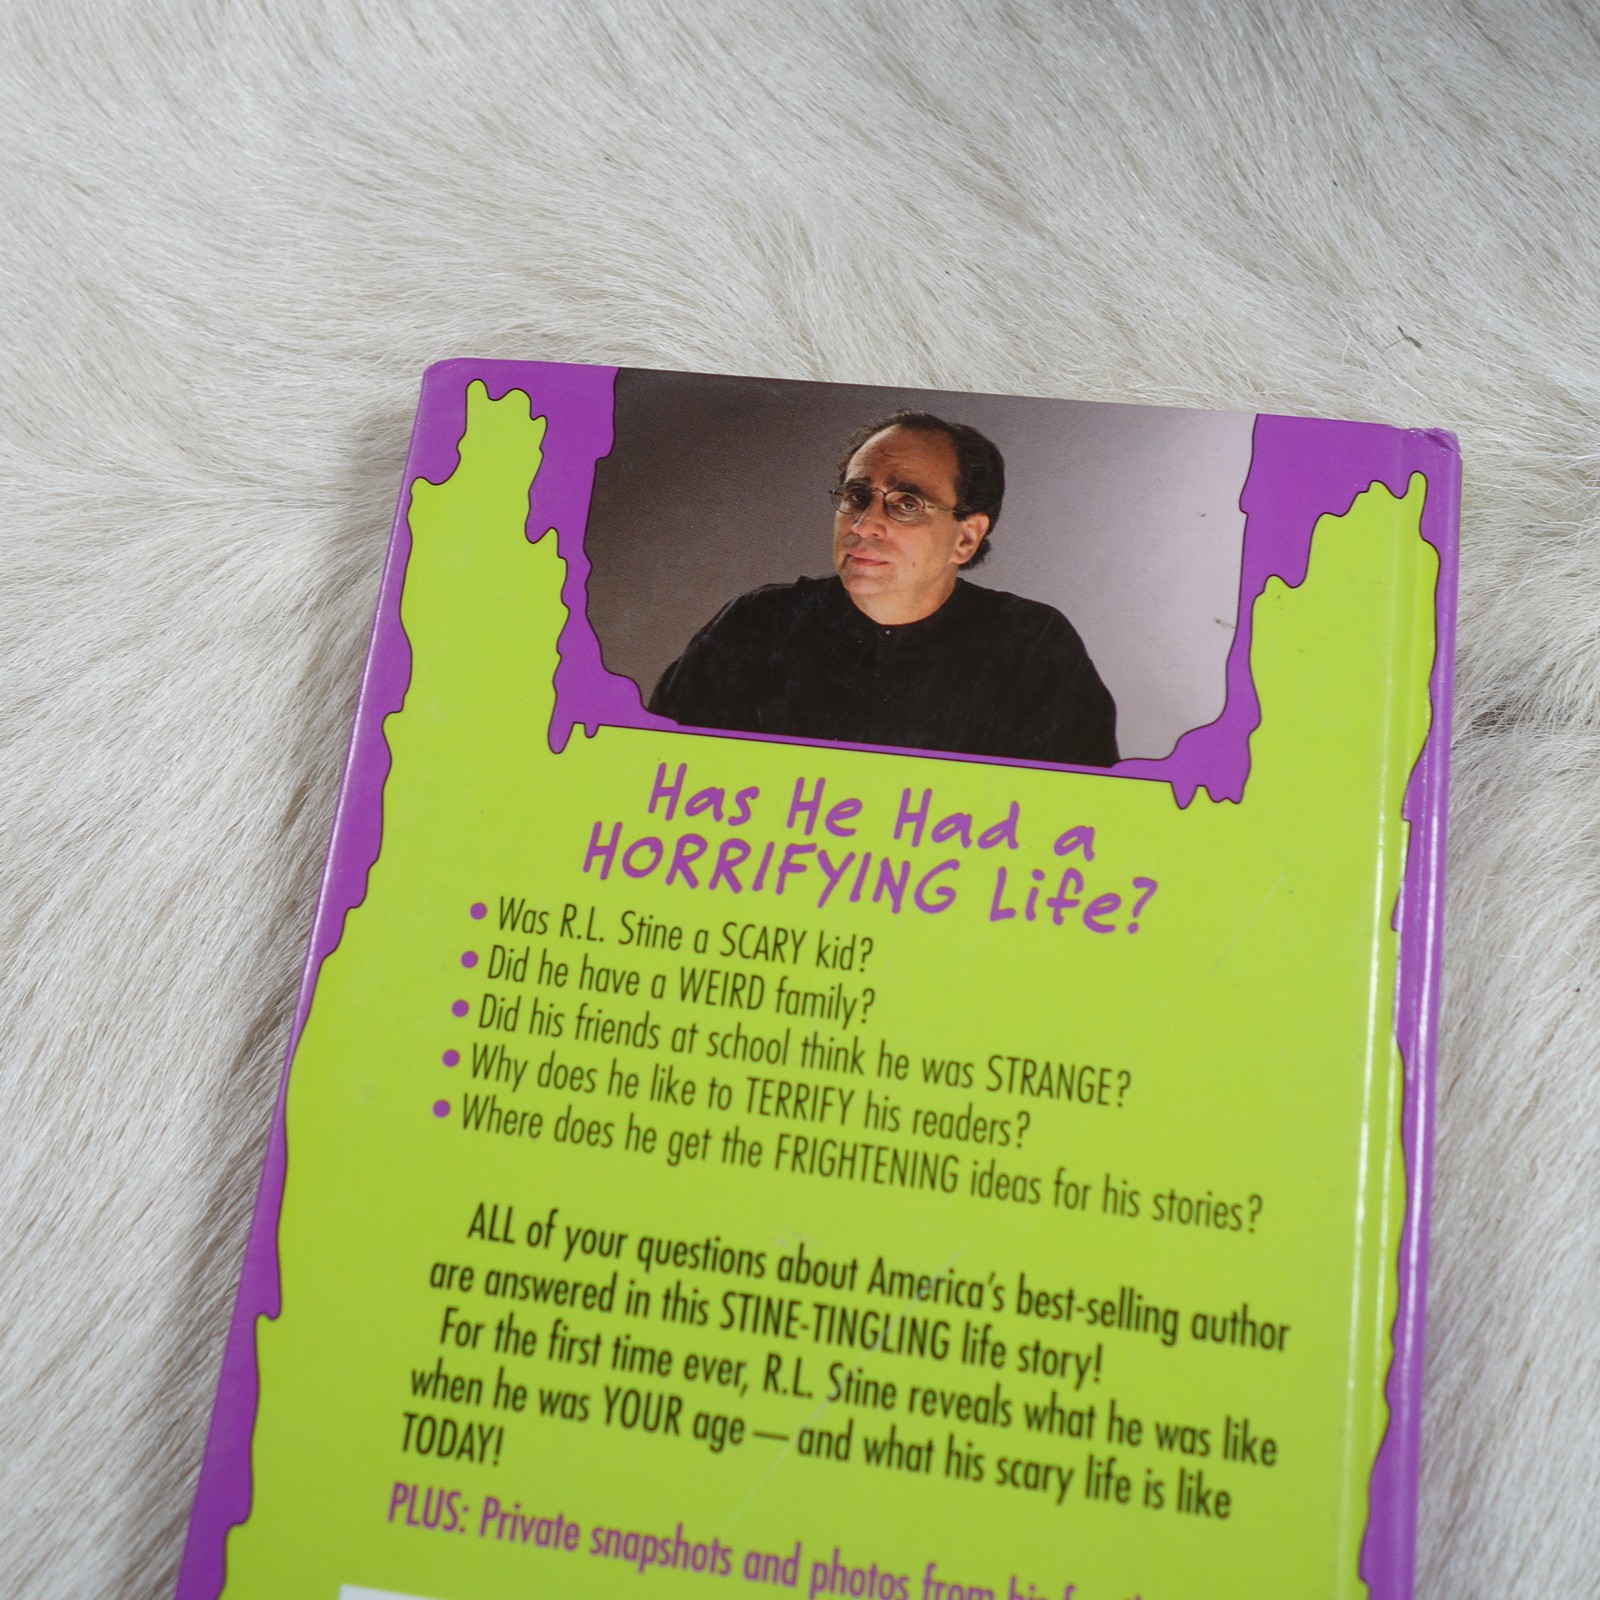 Has He Had a
HORRIFYING Life?
• Was R.L. Stine a SCARY kid?
• Did he have a WEIRD family?
• Did his friends at school think he was STRANGE?
• Why does he like to TERRIFY his readers?
• Where does he get the FRIGHTENING ideas for his stories?
ALL of your questions about America's best-selling author
are answered in this STINE-TINGLING life story!
For the first time ever, R.L. Stine reveals what he was like
when he was YOUR age — and what his scary life is like
TODAY!
PLUS: Private snapshots and photos from his